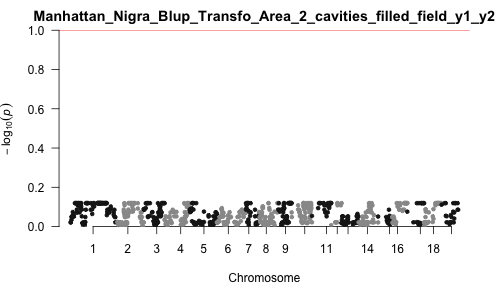 Manhattan_Nigra_Blup_Transfo_Area_2_cavities_filled_field_y1_y2
1.0
0.8
0.6
0.4
0.2
0.0
− log10(p)
1 2 3 4 5 6 7 8 9 11 14 16 18
Chromosome